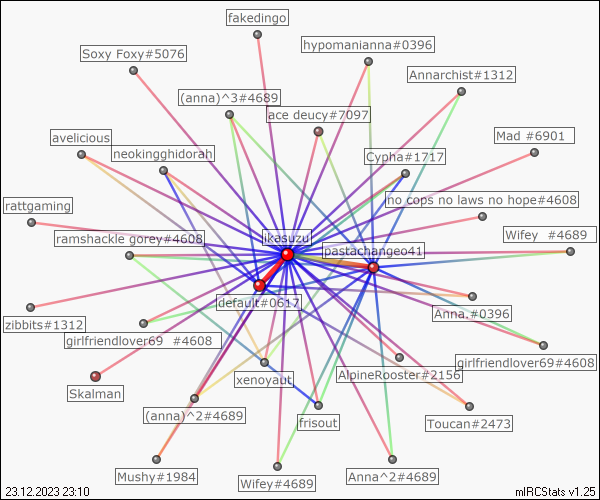 fakedingo
hypomanianna#0396
Soxy Foxy#5076
Annarchist#1312
(anna)^3#4689
ace deucy#7097
avelicious
Mad #6901
neokingghidorah
Cypha#1717
no cops no laws no hope#4608
rattgaming
ramshackle gorey#4608
ikasuzu
Wifey  #4689
pastachangeo41
default#0617
Anna.#0396
zibbits#1312
girlfriendlover69  #4608
girlfriendlover69#4608
xenoyaut
AlpineRooster#2156
Skalman
(anna)^2#4689
frisout
Toucan#2473
Mushy#1984
Wifey#4689
Anna^2#4689
23.12.2023 23:10
mIRCStats v1.25